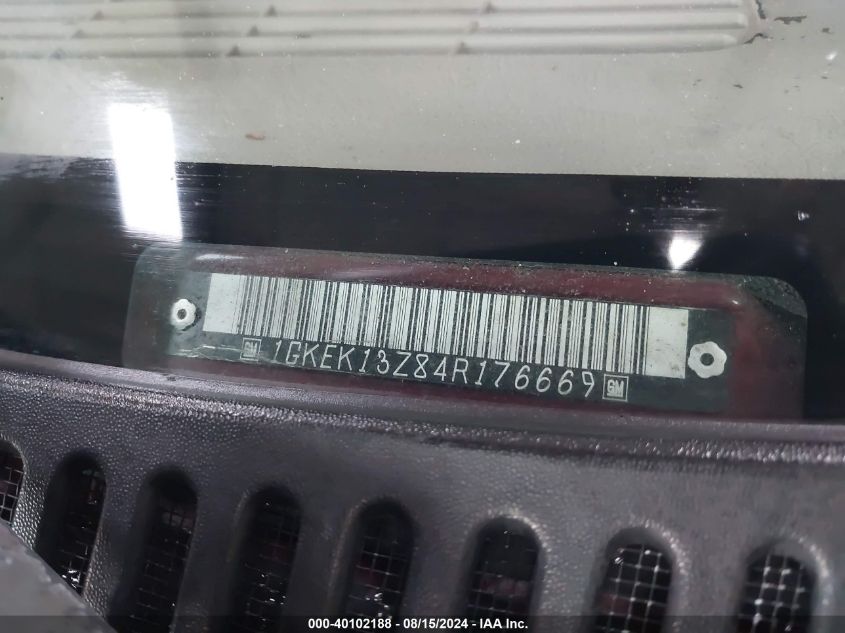 GM 1GKEK13Z84R176669 GM
000-40102188 - 08/15/2024 - IAA Inc.